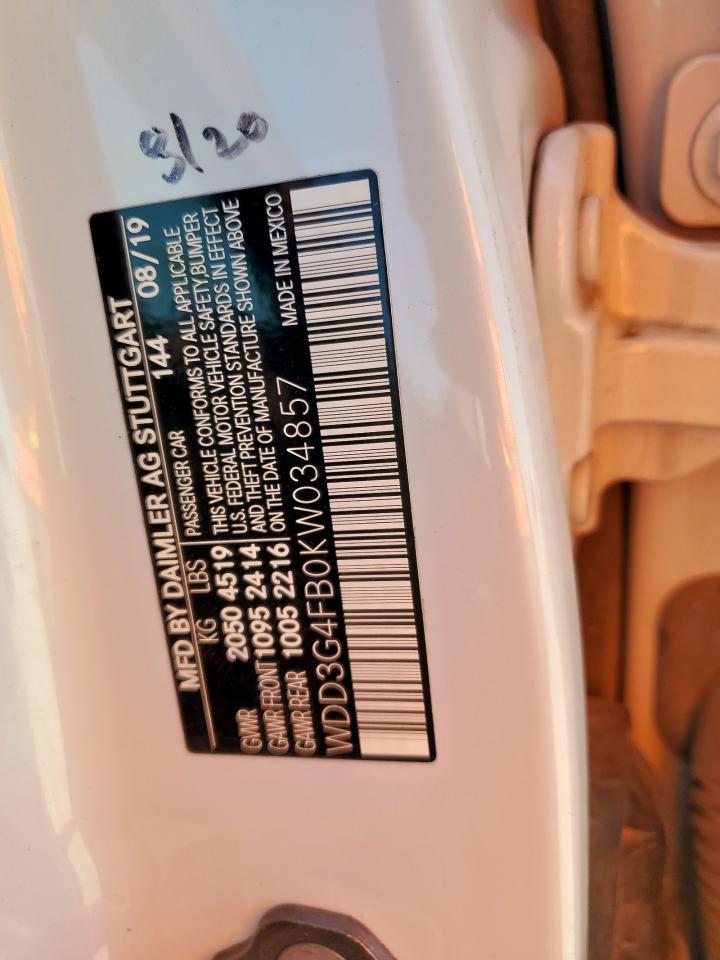 8/20
MFD BY DAIMLER AG STUTTGART
144 08/19
KG LBS PASSENGER CAR
GVWR 2050 4519 THIS VEHICLE CONFORMS TO ALL APPLICABLE
GAWR FRONT 1095 2414 U.S. FEDERAL MOTOR VEHICLE SAFETY,BUMPER
GAWR REAR 1005 2216 AND THEFT PREVENTION STANDARDS IN EFFECT
ON THE DATE OF MANUFACTURE SHOWN ABOVE
WDD3G4FB0KW034857 MADE IN MEXICO